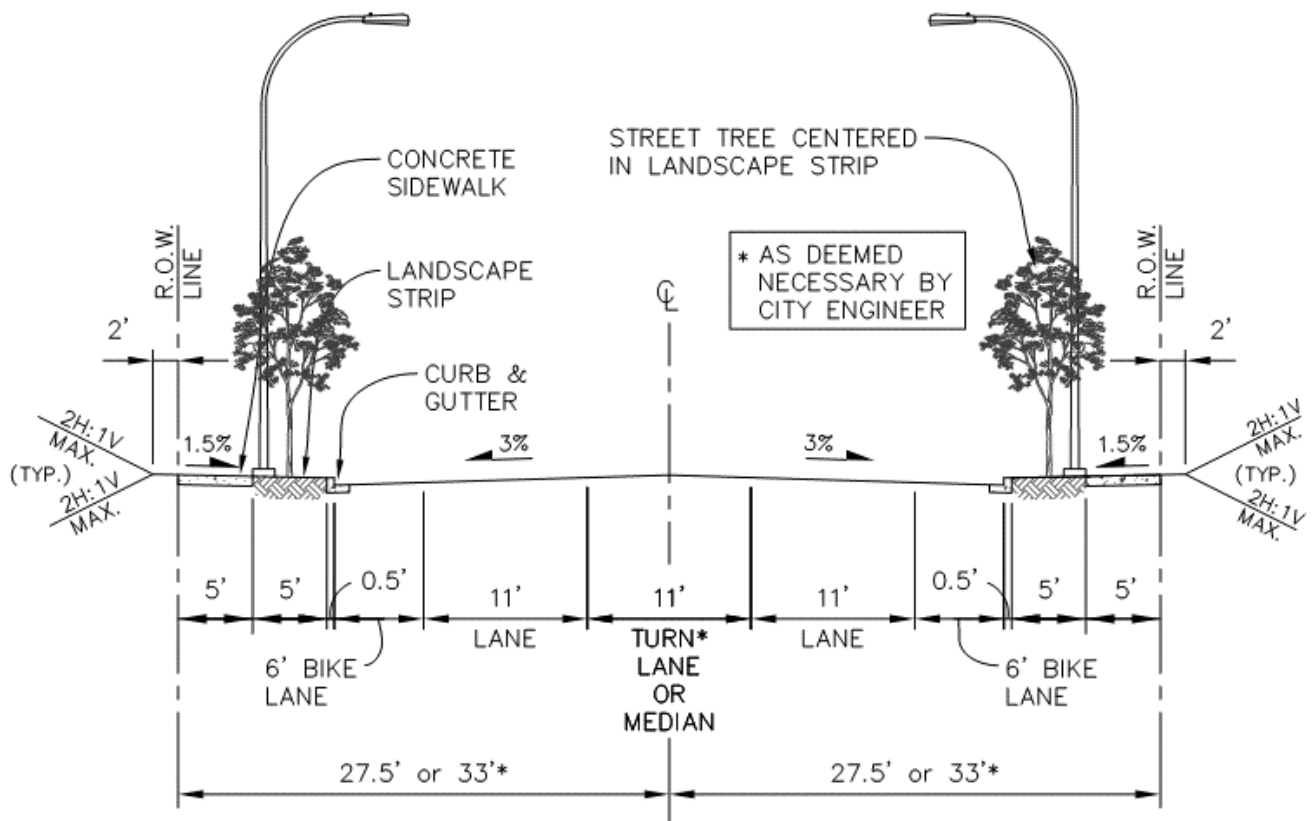 CONCRETE
SIDEWALK
STREET TREE CENTERED
IN LANDSCAPE STRIP
R.O.W.
LINE
LANDSCAPE
STRIP
℄
* AS DEEMED
NECESSARY BY
CITY ENGINEER
R.O.W.
LINE
2'
2'
CURB &
GUTTER
2H:1V
MAX.
(TYP.)
2H:1V
MAX.
1.5%
3%
3%
1.5%
2H:1V
MAX.
(TYP.)
2H:1V
MAX.
5'
5'
0.5'
11'
LANE
11'
TURN*
LANE
OR
MEDIAN
11'
LANE
0.5'
5'
5'
6' BIKE
LANE
6' BIKE
LANE
27.5' or 33'*
27.5' or 33'*